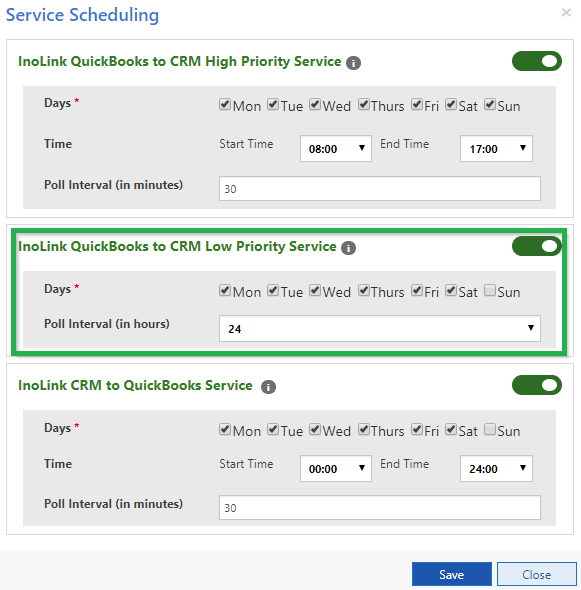 Service Scheduling
InoLink QuickBooks to CRM High Priority Service
Days * Mon Tue Wed Thurs Fri Sat Sun
Time Start Time 08:00 End Time 17:00
Poll Interval (in minutes) 30
InoLink QuickBooks to CRM Low Priority Service
Days * Mon Tue Wed Thurs Fri Sat Sun
Poll Interval (in hours) 24
InoLink CRM to QuickBooks Service
Days * Mon Tue Wed Thurs Fri Sat Sun
Time Start Time 00:00 End Time 24:00
Poll Interval (in minutes) 30
Save Close